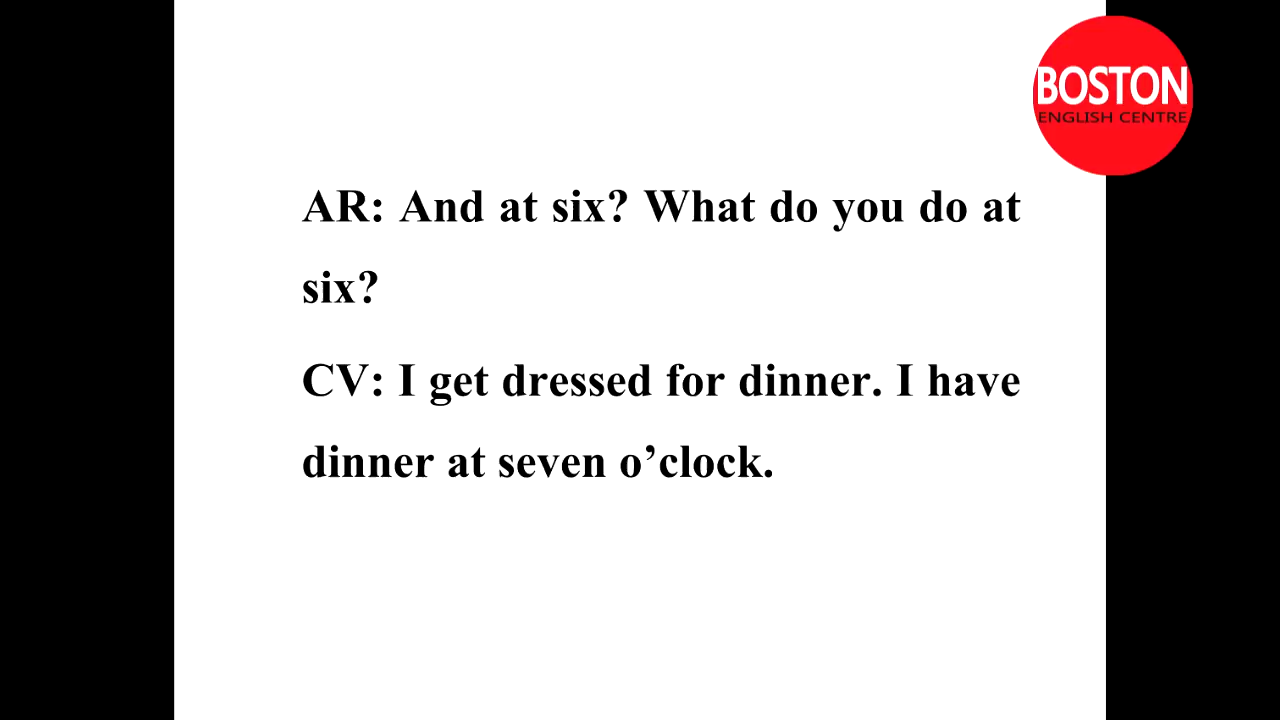 BOSTON
ENGLISH CENTRE
AR: And at six? What do you do at
six?
CV: I get dressed for dinner. I have
dinner at seven o’clock.